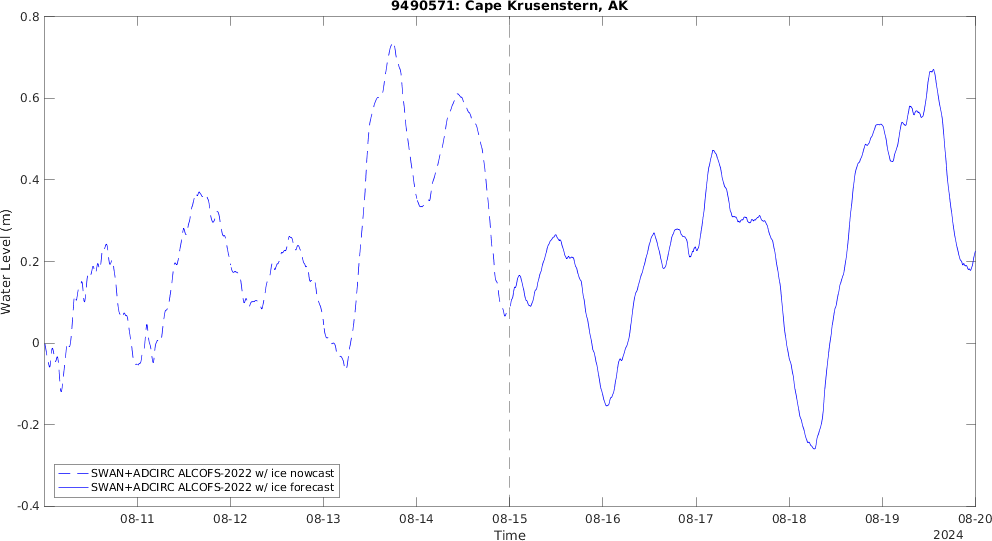 9490571: Cape Krusenstern, AK
0.8
0.6
0.4
0.2
0
-0.2
-0.4
Water Level (m)
SWAN+ADCIRC ALCOFS-2022 w/ ice nowcast
SWAN+ADCIRC ALCOFS-2022 w/ ice forecast
08-11 08-12 08-13 08-14 08-15 08-16 08-17 08-18 08-19 08-20
Time
2024